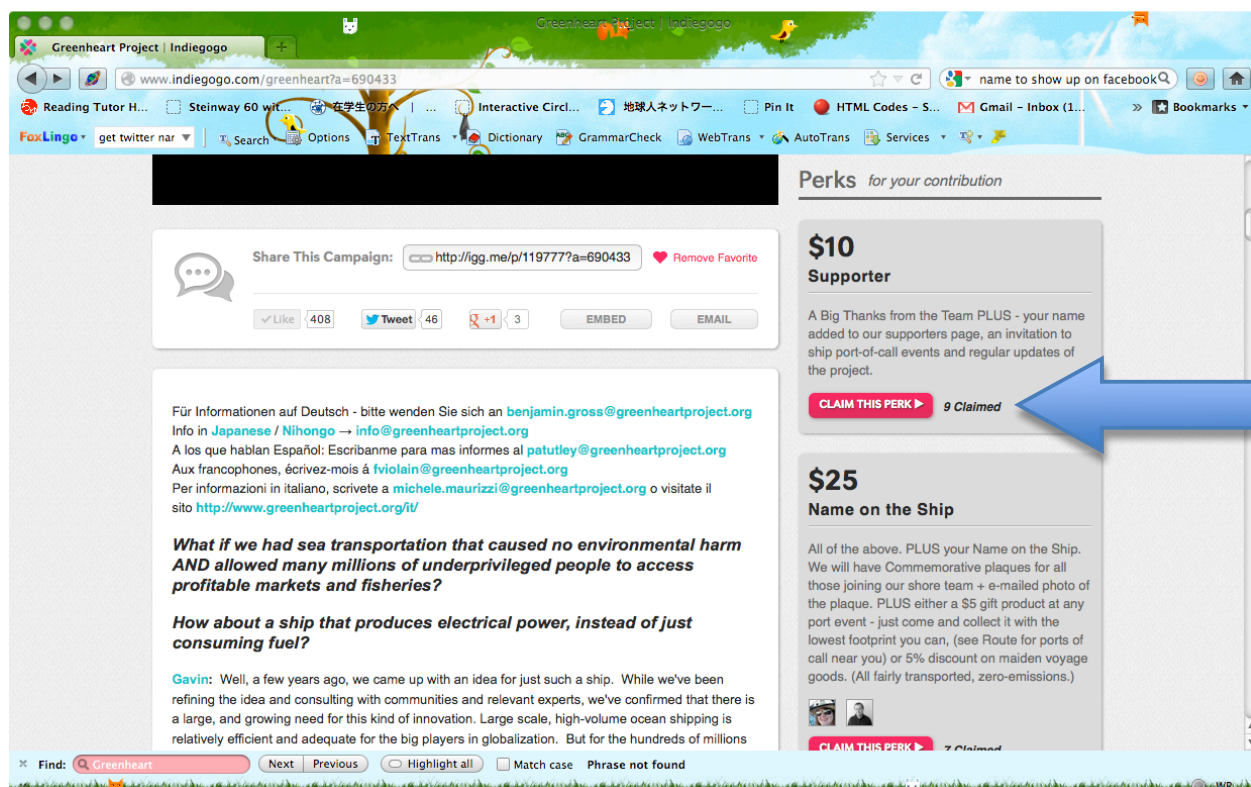 Greenheart Project | Indiegogo
Greenheart Project | Indiegogo
www.indiegogo.com/greenheart?a=690433
name to show up on facebook
Reading Tutor H... Steinway 60 wit... 在学生の方へ | ... Interactive Circl... 地球人ネットワー... Pin It HTML Codes – S... Gmail – Inbox (1... » Bookmarks
FoxLingo get twitter nar Search Options TextTrans Dictionary GrammarCheck WebTrans AutoTrans Services
Share This Campaign: http://igg.me/p/119777?a=690433 Remove Favorite
Like 408 Tweet 46 +1 3 EMBED EMAIL
Für Informationen auf Deutsch - bitte wenden Sie sich an benjamin.gross@greenheartproject.org
Info in Japanese / Nihongo → info@greenheartproject.org
A los que hablan Español: Escribanme para mas informes al patutley@greenheartproject.org
Aux francophones, écrivez-mois á fviolain@greenheartproject.org
Per informazioni in italiano, scrivete a michele.maurizzi@greenheartproject.org o visitate il
sito http://www.greenheartproject.org/it/
What if we had sea transportation that caused no environmental harm
AND allowed many millions of underprivileged people to access
profitable markets and fisheries?
How about a ship that produces electrical power, instead of just
consuming fuel?
Gavin: Well, a few years ago, we came up with an idea for just such a ship. While we've been
refining the idea and consulting with communities and relevant experts, we've confirmed that there is
a large, and growing need for this kind of innovation. Large scale, high-volume ocean shipping is
relatively efficient and adequate for the big players in globalization. But for the hundreds of millions
Perks for your contribution
$10
Supporter
A Big Thanks from the Team PLUS - your name
added to our supporters page, an invitation to
ship port-of-call events and regular updates of
the project.
CLAIM THIS PERK 9 Claimed
$25
Name on the Ship
All of the above. PLUS your Name on the Ship.
We will have Commemorative plaques for all
those joining our shore team + e-mailed photo of
the plaque. PLUS either a $5 gift product at any
port event - just come and collect it with the
lowest footprint you can, (see Route for ports of
call near you) or 5% discount on maiden voyage
goods. (All fairly transported, zero-emissions.)
CLAIM THIS PERK 7 Claimed
Find: Greenheart Next Previous Highlight all Match case Phrase not found